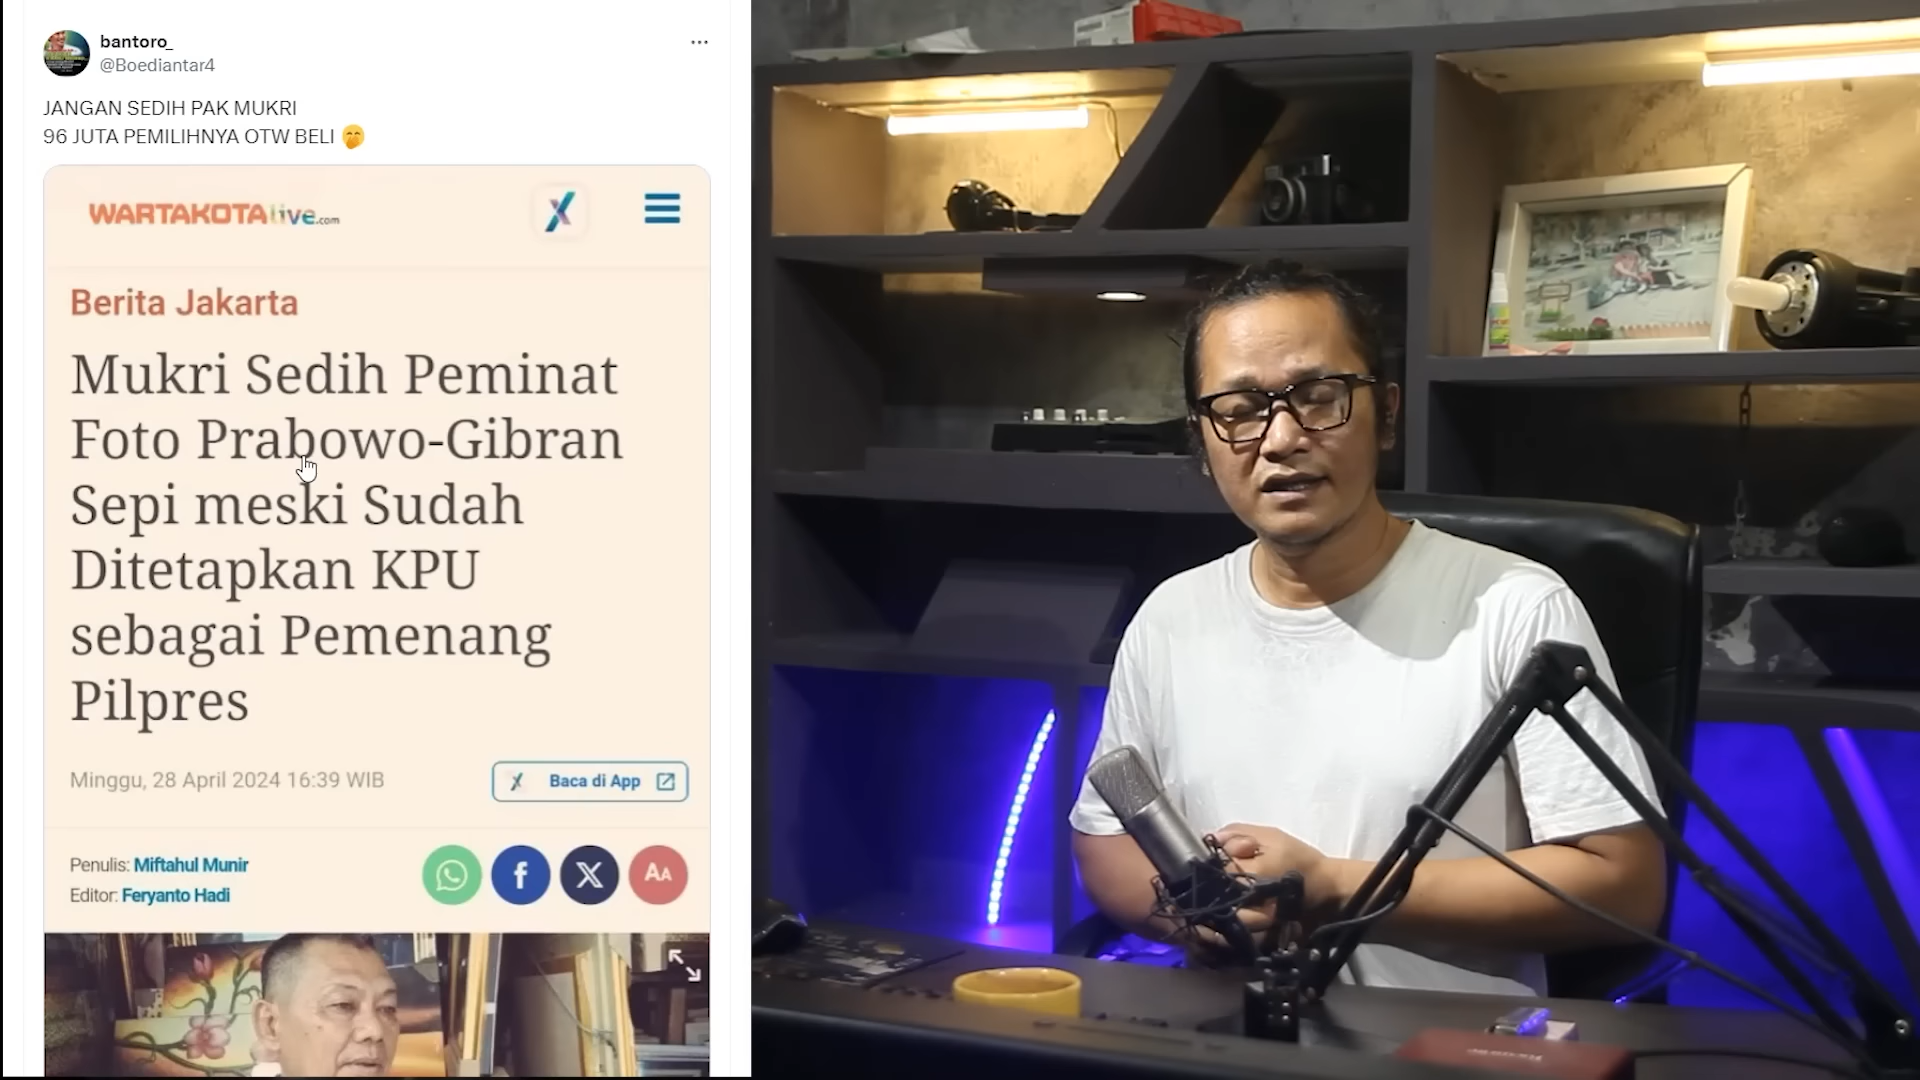 bantoro_
@Boediantar4
JANGAN SEDIH PAK MUKRI
96 JUTA PEMILIHNYA OTW BELI 🤭
WARTAKOTAlive.com
Berita Jakarta
Mukri Sedih Peminat
Foto Prabowo-Gibran
Sepi meski Sudah
Ditetapkan KPU
sebagai Pemenang
Pilpres
Minggu, 28 April 2024 16:39 WIB
Baca di App
Penulis: Miftahul Munir
Editor: Feryanto Hadi
AA